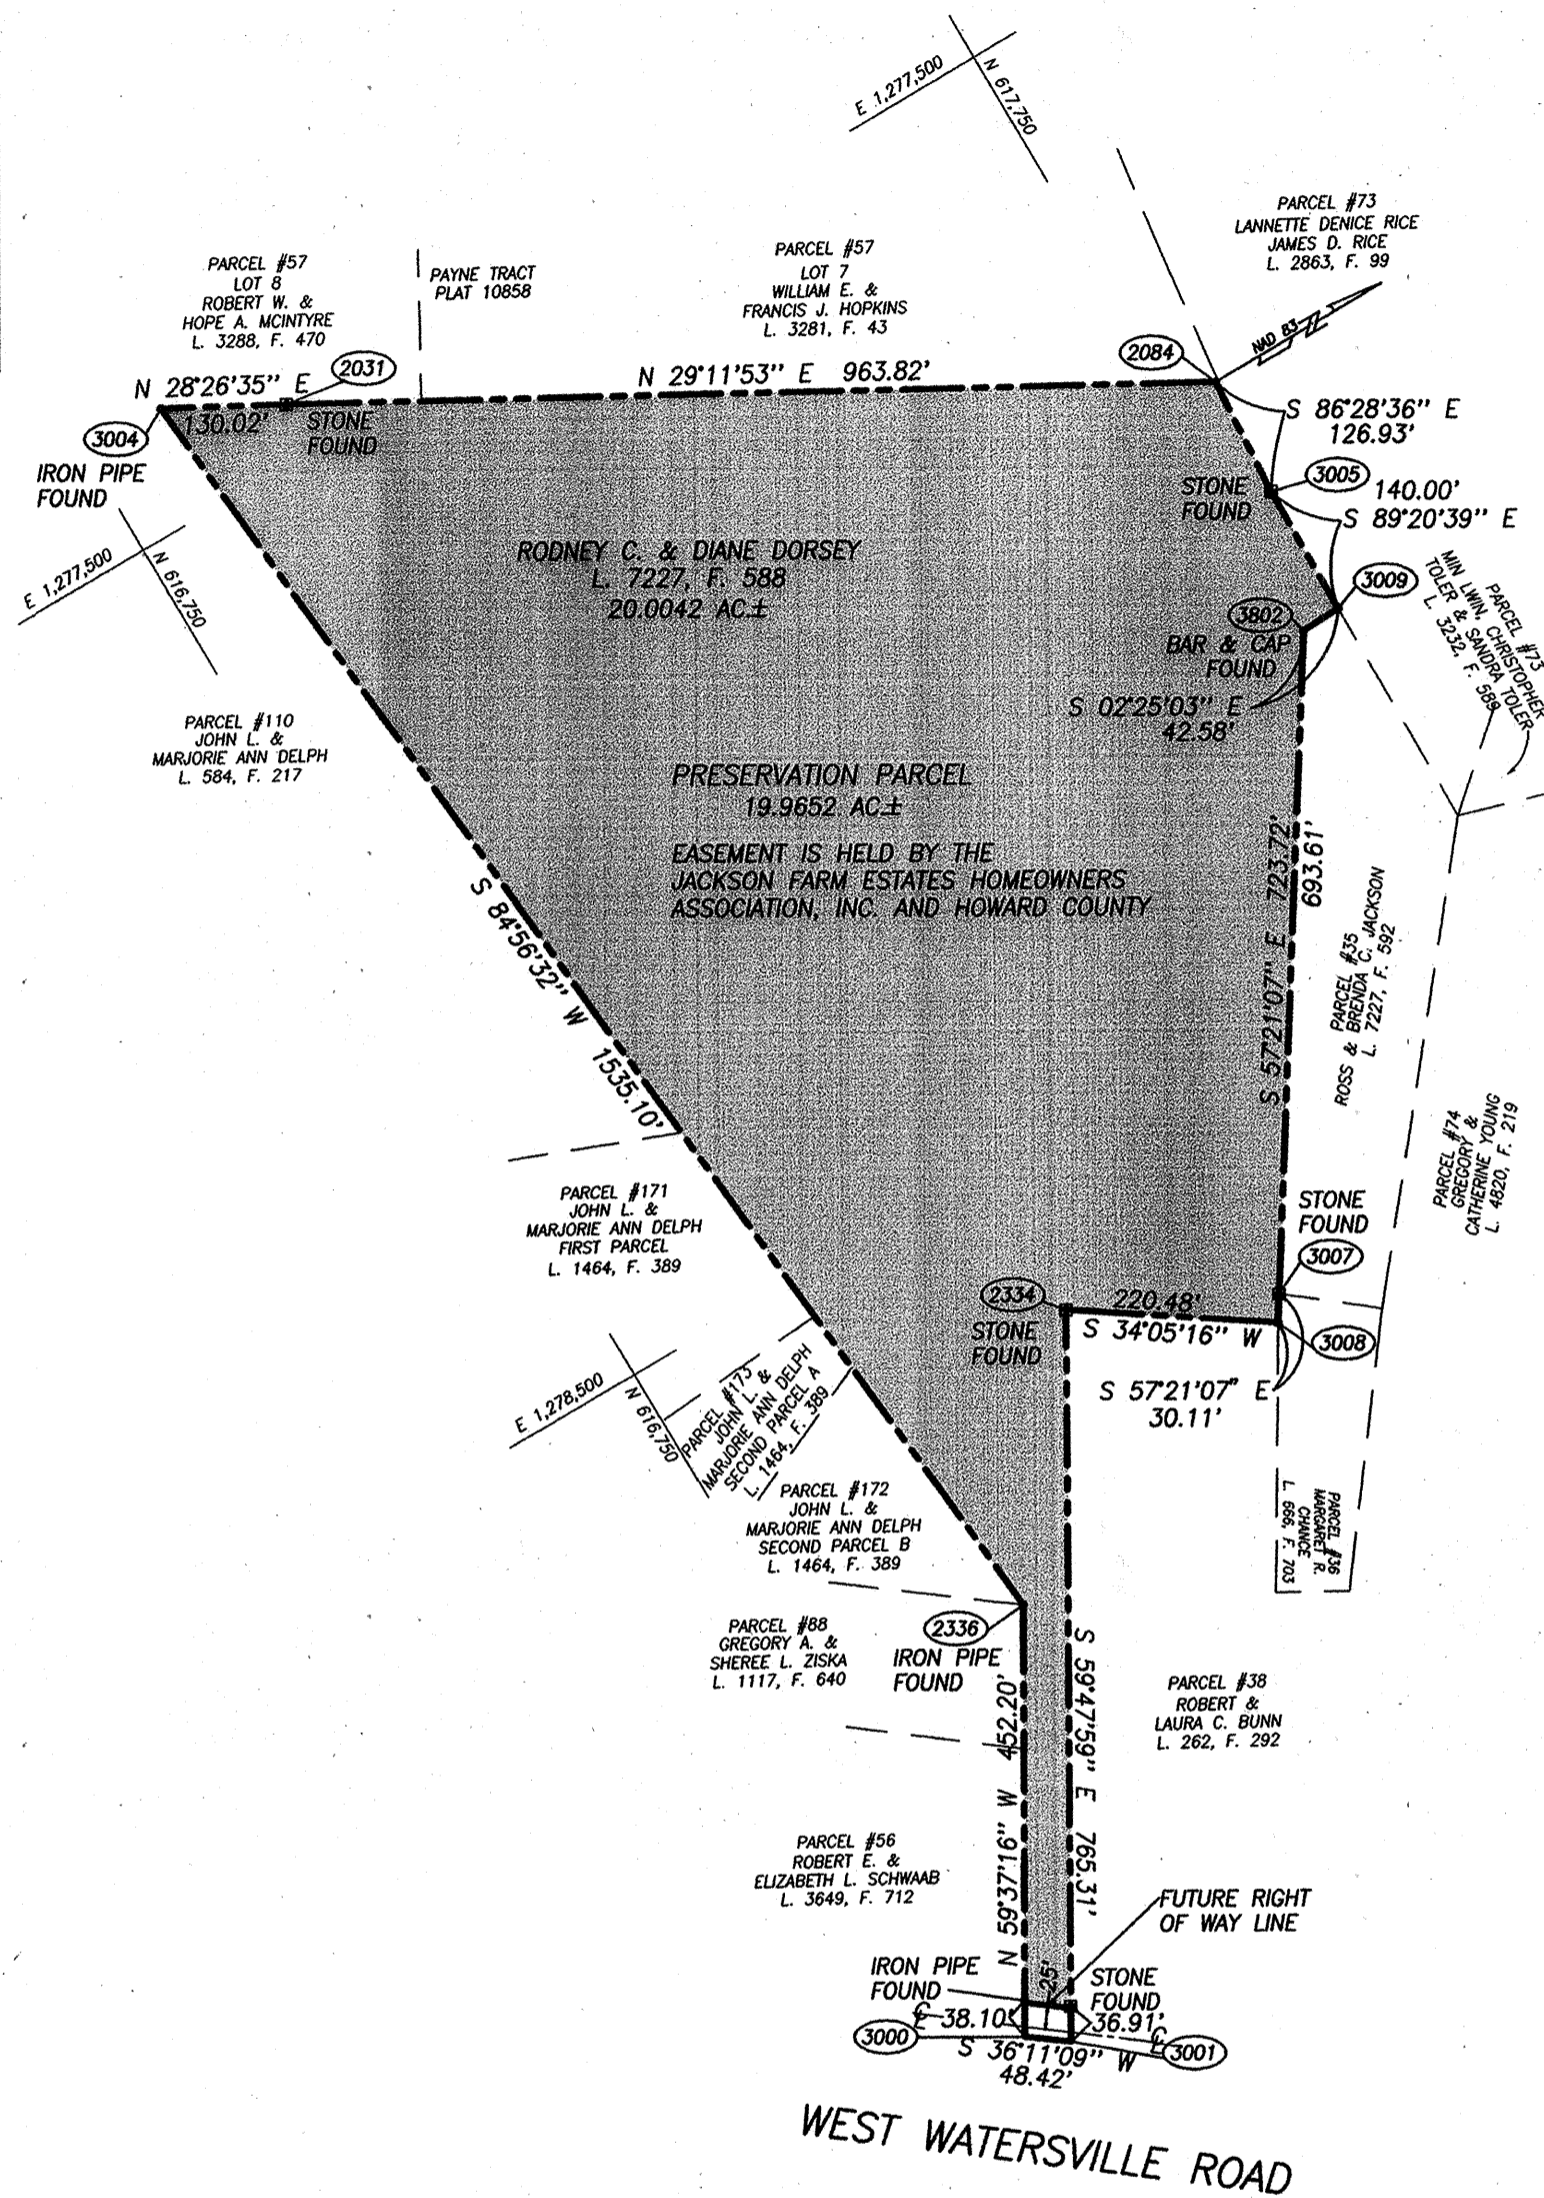 E 1,277,500
N 617,750
PARCEL #73
LANNETTE DENICE RICE
JAMES D. RICE
L. 2863, F. 99
PARCEL #57
LOT 8
ROBERT W. &
HOPE A. MCINTYRE
L. 3288, F. 470
PAYNE TRACT
PLAT 10858
PARCEL #57
LOT 7
WILLIAM E. &
FRANCIS J. HOPKINS
L. 3281, F. 43
NAD 83
2084
2031
N 28°26'35" E
130.02'
N 29°11'53" E 963.82'
STONE
FOUND
3004
IRON PIPE
FOUND
S 86°28'36" E
126.93'
3005
STONE
FOUND
140.00'
S 89°20'39" E
E 1,277,500
N 616,750
RODNEY C. & DIANE DORSEY
L. 7227, F. 588
20.0042 AC±
3009
PARCEL #73
MIN LWIN, CHRISTOPHER
TOLER & SANDRA TOLER
L. 3232, F. 589
3802
BAR & CAP
FOUND
S 02°25'03" E
42.58'
PARCEL #110
JOHN L. &
MARJORIE ANN DELPH
L. 584, F. 217
PRESERVATION PARCEL
19.9652 AC±
EASEMENT IS HELD BY THE
JACKSON FARM ESTATES HOMEOWNERS
ASSOCIATION, INC. AND HOWARD COUNTY
S 57°21'07" E 723.72'
693.61'
PARCEL #35
ROSS & BRENDA C. JACKSON
L. 7227, F. 592
S 84°56'32" W 1535.10'
PARCEL #74
GREGORY &
CATHERINE YOUNG
L. 4820, F. 219
PARCEL #171
JOHN L. &
MARJORIE ANN DELPH
FIRST PARCEL
L. 1464, F. 389
STONE
FOUND
3007
2334
220.48'
STONE
FOUND
S 34°05'16" W
3008
S 57°21'07" E
30.11'
E 1,278,500
N 616,750
PARCEL #173
JOHN L. &
MARJORIE ANN DELPH
SECOND PARCEL A
L. 1464, F. 389
PARCEL #172
JOHN L. &
MARJORIE ANN DELPH
SECOND PARCEL B
L. 1464, F. 389
PARCEL #36
MARGARET R.
CHANCE
L. 666, F. 703
PARCEL #88
GREGORY A. &
SHEREE L. ZISKA
L. 1117, F. 640
2336
IRON PIPE
FOUND
N 59°37'16" W 452.20'
S 59°47'59" E 765.31'
PARCEL #38
ROBERT &
LAURA C. BUNN
L. 262, F. 292
PARCEL #56
ROBERT E. &
ELIZABETH L. SCHWAAB
L. 3649, F. 712
FUTURE RIGHT
OF WAY LINE
IRON PIPE
FOUND
25'
STONE
FOUND
38.10'
36.91'
3000
3001
S 36°11'09" W
48.42'
WEST WATERSVILLE ROAD